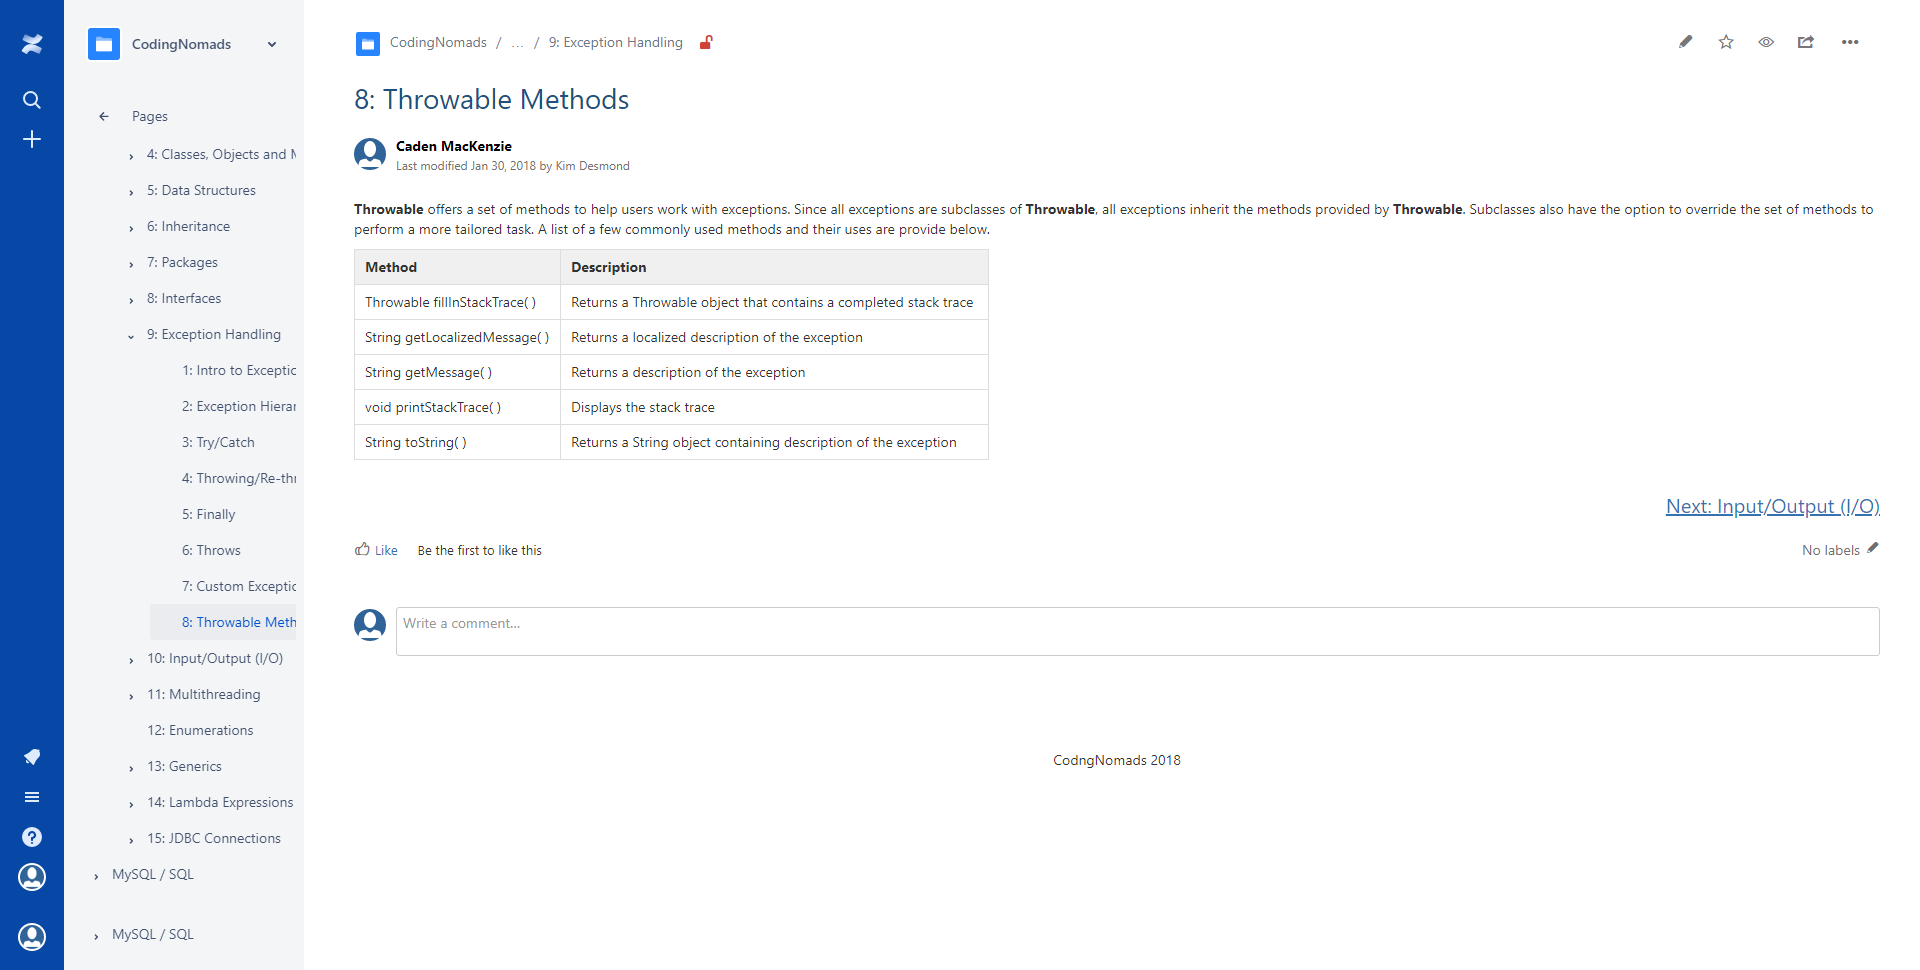 CodingNomads
Pages
4: Classes, Objects and M
5: Data Structures
6: Inheritance
7: Packages
8: Interfaces
9: Exception Handling
1: Intro to Exceptio
2: Exception Hierar
3: Try/Catch
4: Throwing/Re-thr
5: Finally
6: Throws
7: Custom Exceptio
8: Throwable Meth
10: Input/Output (I/O)
11: Multithreading
12: Enumerations
13: Generics
14: Lambda Expressions
15: JDBC Connections
MySQL / SQL
MySQL / SQL
CodingNomads / ... / 9: Exception Handling
8: Throwable Methods
Caden MacKenzie
Last modified Jan 30, 2018 by Kim Desmond
Throwable offers a set of methods to help users work with exceptions. Since all exceptions are subclasses of Throwable, all exceptions inherit the methods provided by Throwable. Subclasses also have the option to override the set of methods to
perform a more tailored task. A list of a few commonly used methods and their uses are provide below.
Method Description
Throwable fillInStackTrace( ) Returns a Throwable object that contains a completed stack trace
String getLocalizedMessage( ) Returns a localized description of the exception
String getMessage( ) Returns a description of the exception
void printStackTrace( ) Displays the stack trace
String toString( ) Returns a String object containing description of the exception
Next: Input/Output (I/O)
Like Be the first to like this
No labels
Write a comment...
CodngNomads 2018